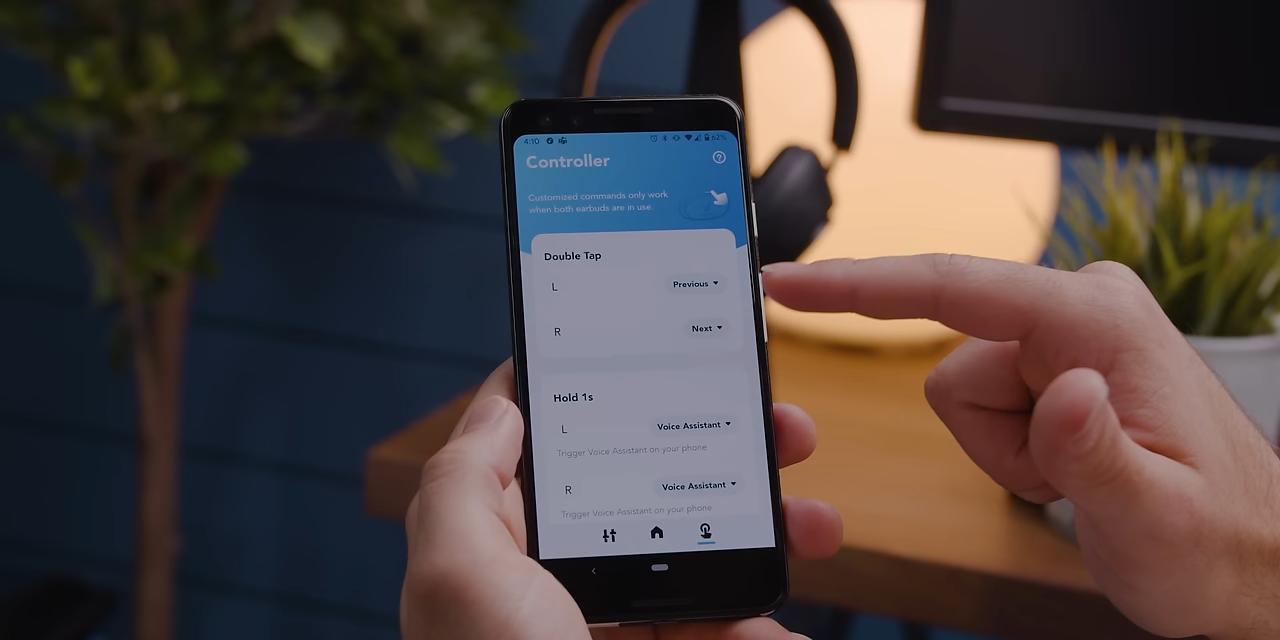 4:10 62%
Controller
Customized commands only work
when both earbuds are in use.
Double Tap
L Previous
R Next
Hold 1s
L Voice Assistant
Trigger Voice Assistant on your phone
R Voice Assistant
Trigger Voice Assistant on your phone